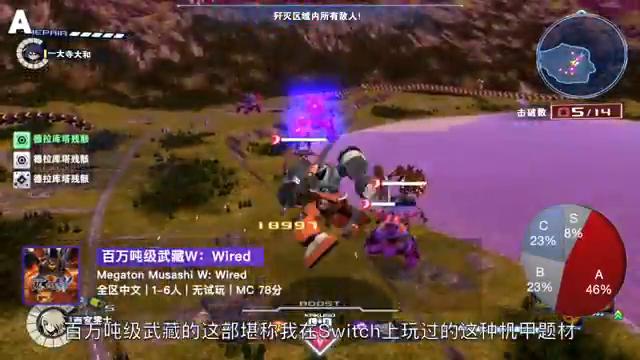 A
REPAIR
一大寺大和
歼灭区域内所有敌人!
击破数 05/14
德拉库塔残骸
德拉库塔残骸
德拉库塔残骸
18997
百万吨级武藏W：Wired
Megaton Musashi W: Wired
全区中文 | 1-6人 | 无试玩 | MC 78分
C
23%
S
8%
B
23%
A
46%
BOOST
百万吨级武藏的这部堪称我在Switch上玩过的这种机甲题材